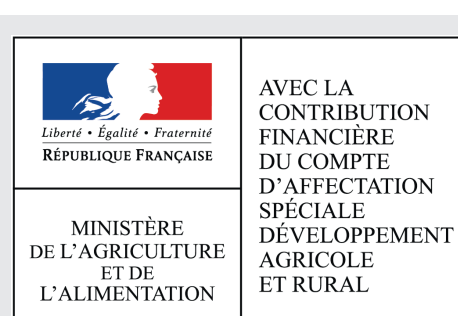 Liberté • Égalité • Fraternité
RÉPUBLIQUE FRANÇAISE
MINISTÈRE
DE L'AGRICULTURE
ET DE
L'ALIMENTATION
AVEC LA
CONTRIBUTION
FINANCIÈRE
DU COMPTE
D'AFFECTATION
SPÉCIALE
DÉVELOPPEMENT
AGRICOLE
ET RURAL